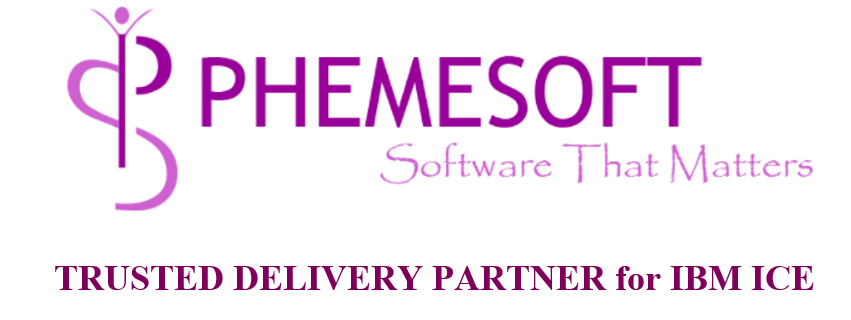 PHEMESOFT
Software That Matters
TRUSTED DELIVERY PARTNER for IBM ICE